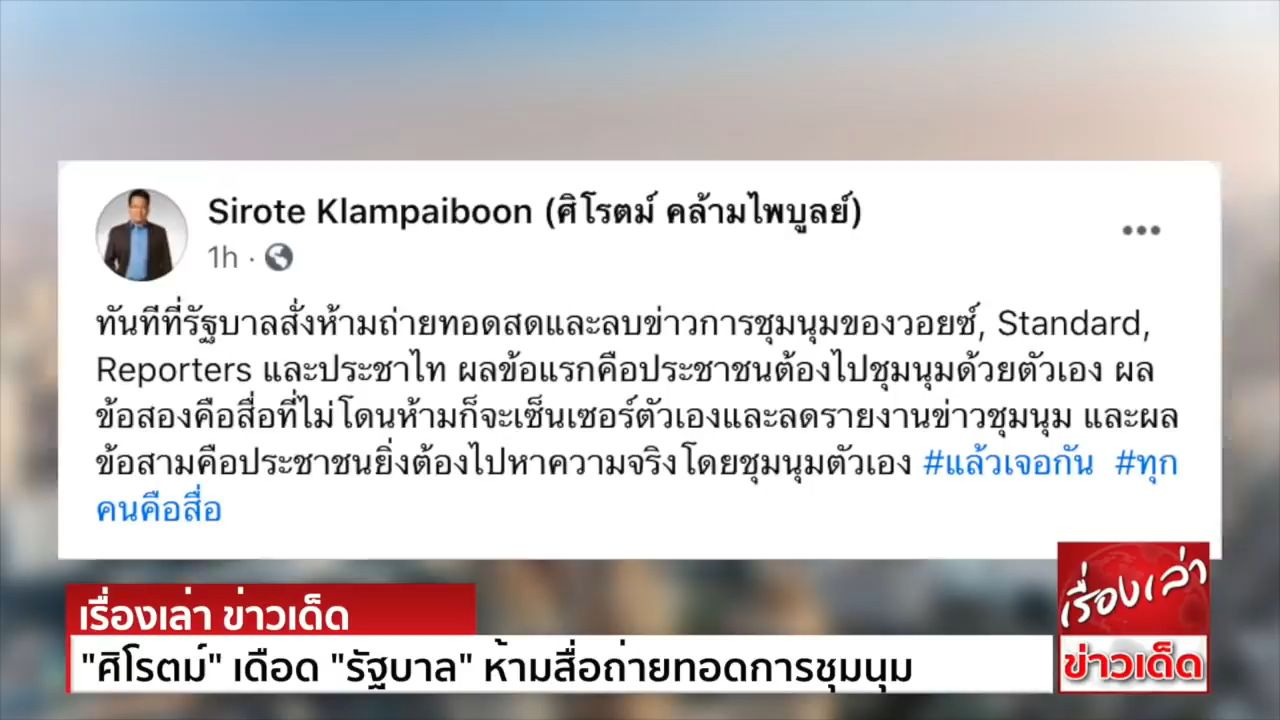 Sirote Klampaiboon (ศิโรตม์ คล้ามไพบูลย์)
1h ·
ทันทีที่รัฐบาลสั่งห้ามถ่ายทอดสดและลบข่าวการชุมนุมของวอยซ์, Standard,
Reporters และประชาไท ผลข้อแรกคือประชาชนต้องไปชุมนุมด้วยตัวเอง ผล
ข้อสองคือสื่อที่ไม่โดนห้ามก็จะเซ็นเซอร์ตัวเองและลดรายงานข่าวชุมนุม และผล
ข้อสามคือประชาชนยิ่งต้องไปหาความจริงโดยชุมนุมตัวเอง #แล้วเจอกัน #ทุก
คนคือสื่อ
เรื่องเล่า
ข่าวเด็ด
เรื่องเล่า ข่าวเด็ด
"ศิโรตม์" เดือด "รัฐบาล" ห้ามสื่อถ่ายทอดการชุมนุม